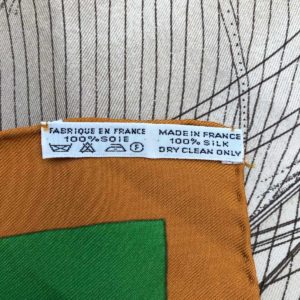 FABRIQUE EN FRANCE
100% SOIE
P
MADE IN FRANCE
100% SILK
DRY CLEAN ONLY